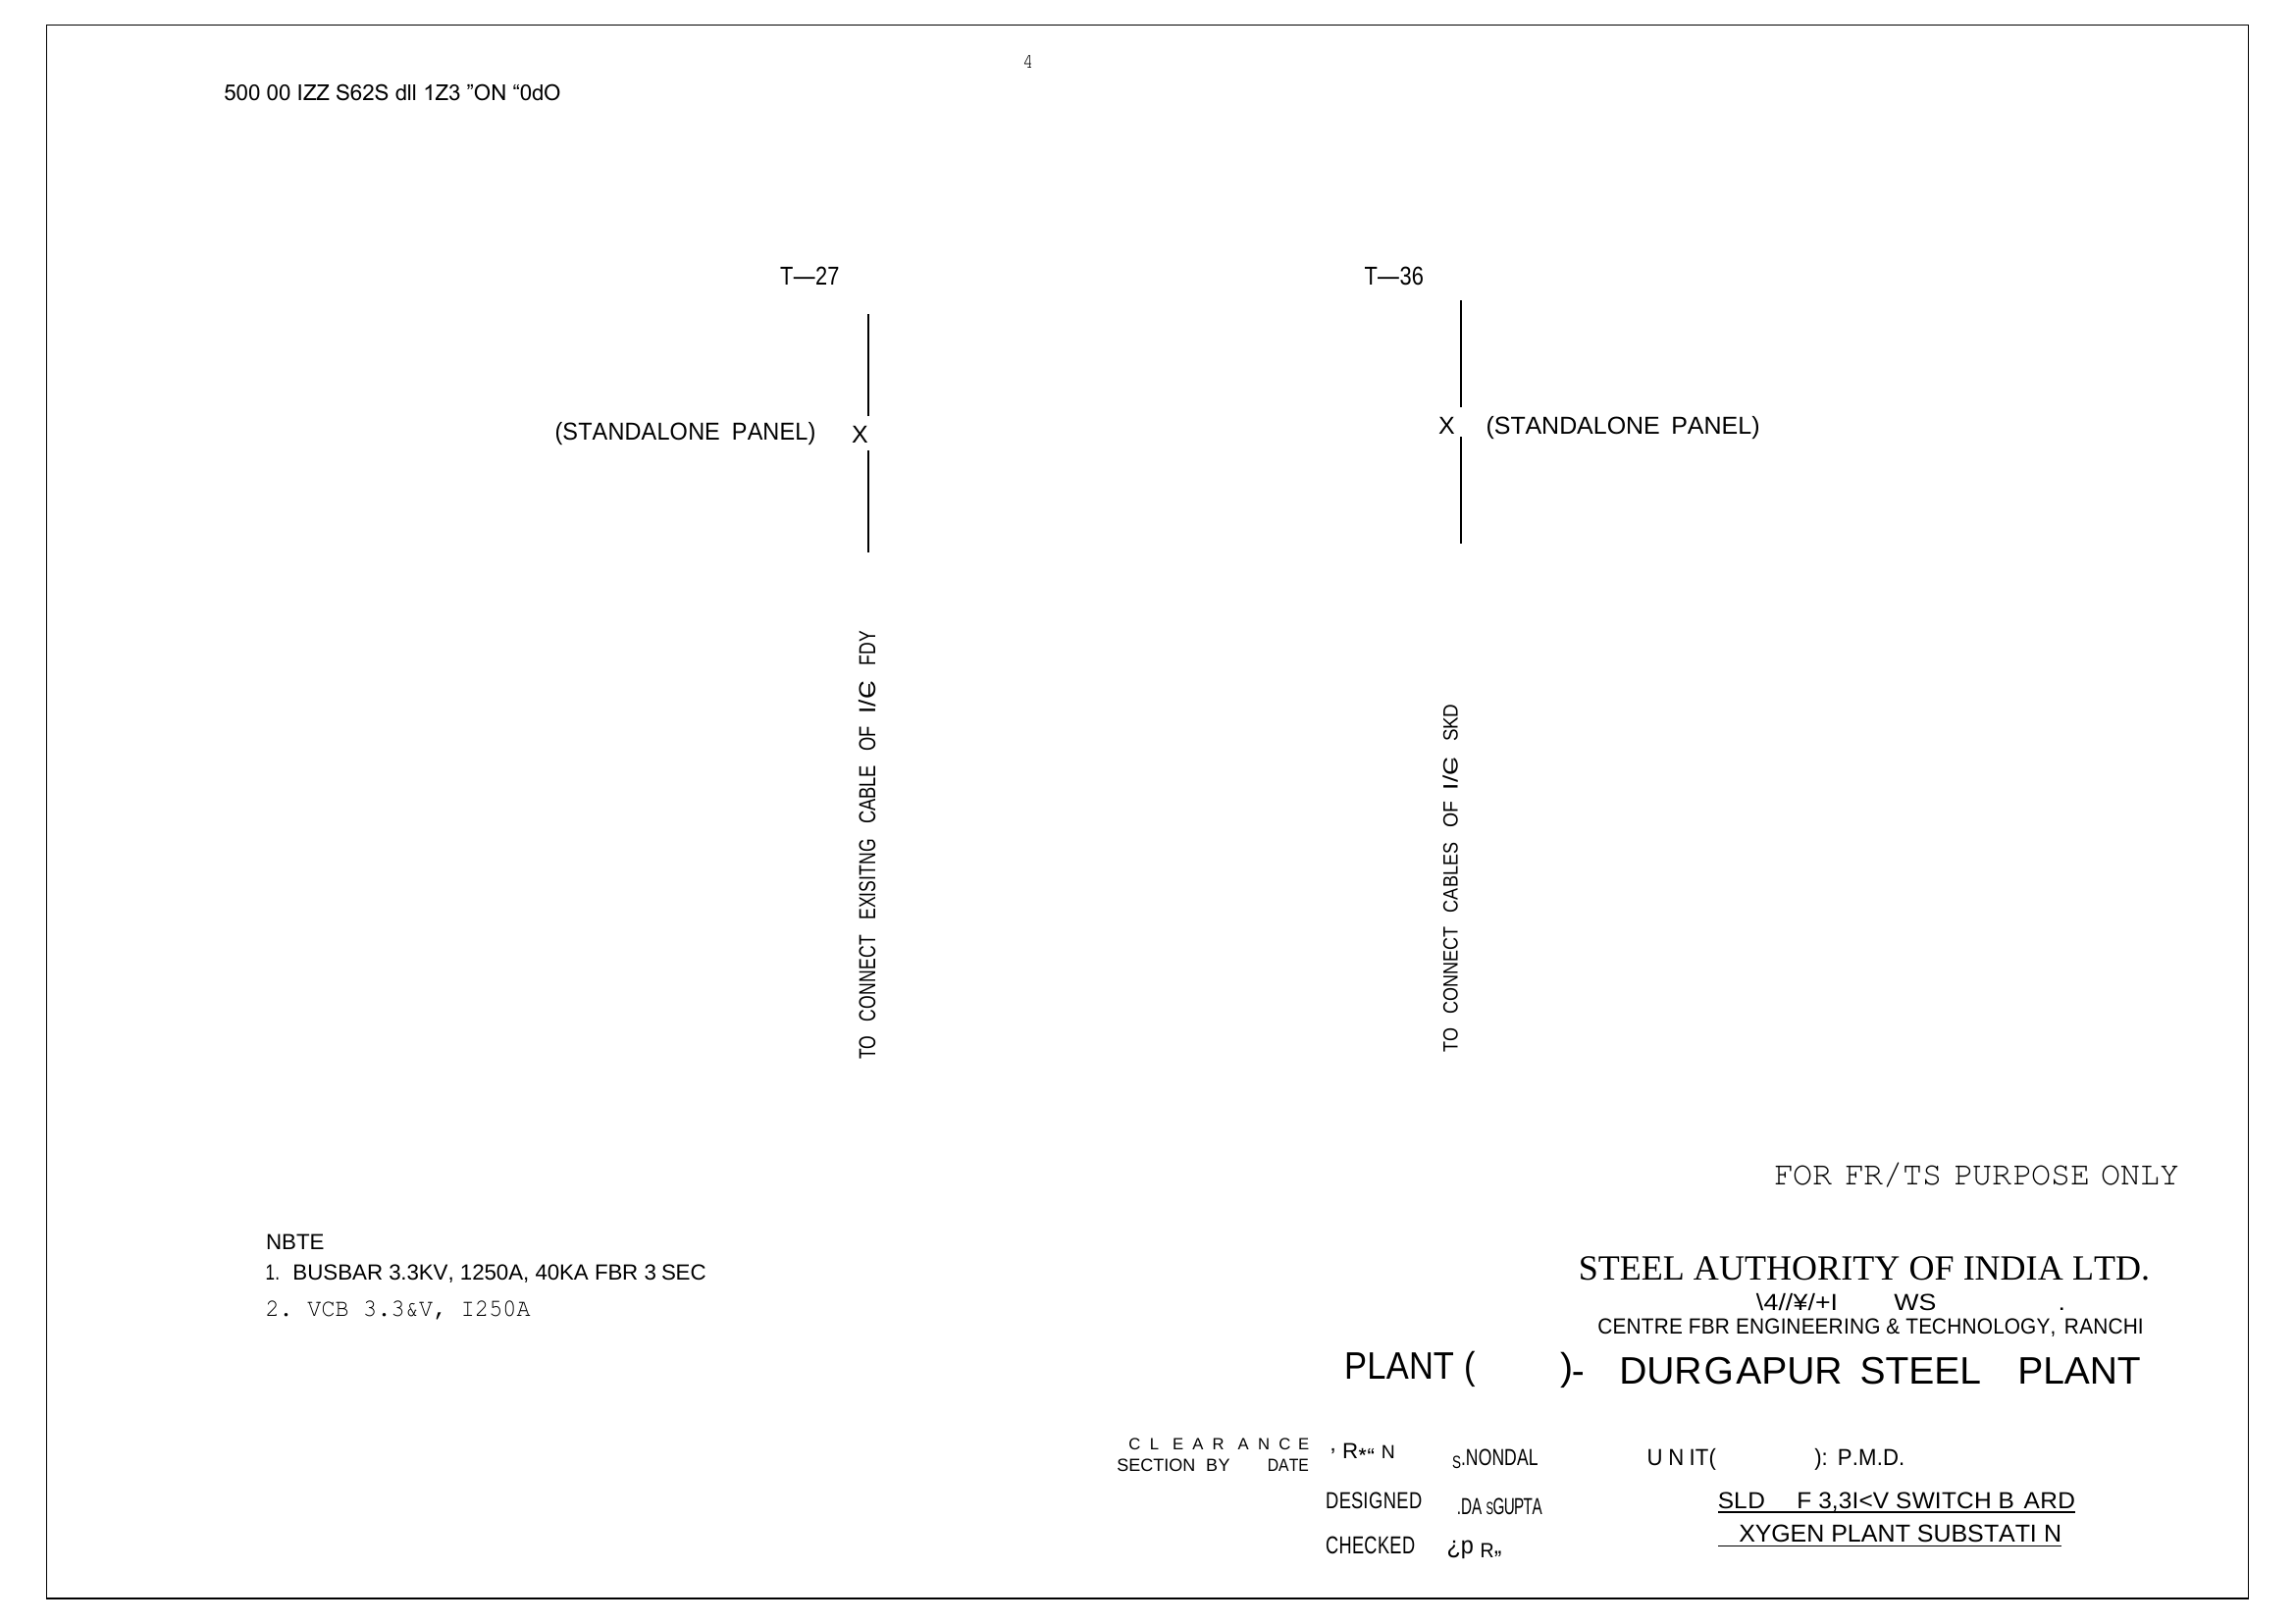 4
500 00 IZZ S62S dll 1Z3 ”ON “0dO
T—27
T—36
(STANDALONE PANEL) X
X (STANDALONE PANEL)
TO CONNECT EXISITNG CABLE OF I/Є FDY
TO CONNECT CABLES OF I/Є SKD
FOR FR/TS PURPOSE ONLY
NBTE
1. BUSBAR 3.3KV, 1250A, 40KA FBR 3 SEC
2. VCB 3.3&V, I250A
STEEL AUTHORITY OF INDIA LTD.
\4//¥/+I WS .
CENTRE FBR ENGINEERING & TECHNOLOGY, RANCHI
PLANT ( )- DURGAPUR STEEL PLANT
CLEARANCE
SECTION BY DATE
’ R*“ N S.NONDAL
UNIT( ): P.M.D.
DESIGNED .DA SGUPTA
SLD F 3,3I<V SWITCH B ARD
XYGEN PLANT SUBSTATI N
CHECKED ¿p R”